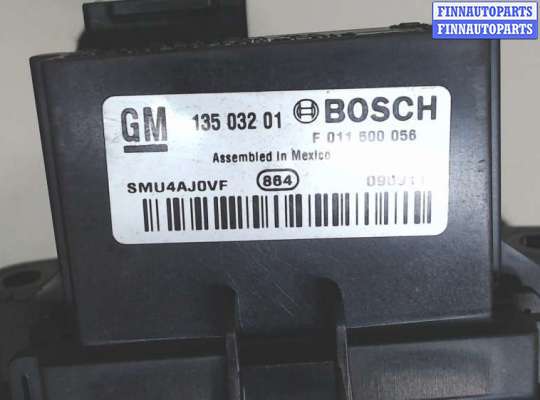 FINNAUTOPARTS
FINNAUTOPARTS
GM 135 032 01 BOSCH
F 011 500 056
Assembled in Mexico
SMU4AJ0VF 864